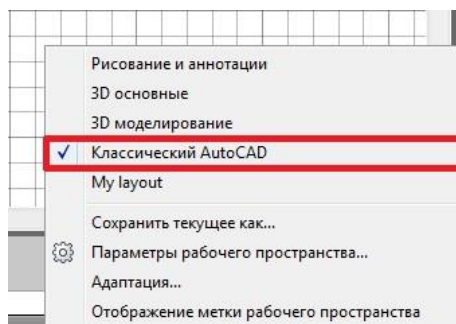 Рисование и аннотации
3D основные
3D моделирование
Классический AutoCAD
My layout
Сохранить текущее как...
Параметры рабочего пространства...
Адаптация...
Отображение метки рабочего пространства